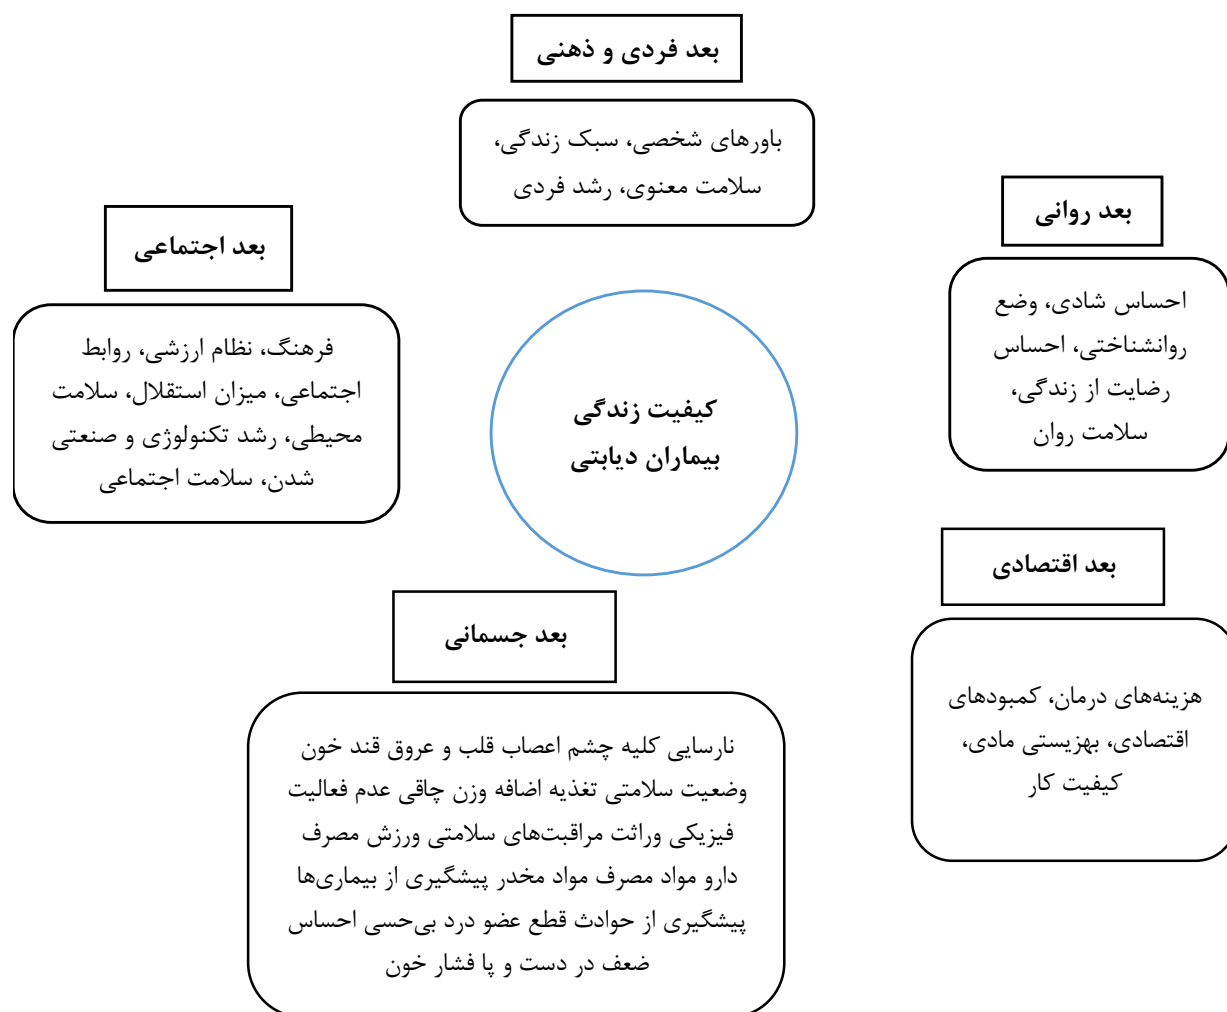 بعد فردی و ذهنی
باورهای شخصی، سبک زندگی،
سلامت معنوی، رشد فردی
بعد روانی
احساس شادی، وضع
روانشناختی، احساس
رضایت از زندگی،
سلامت روان
بعد اجتماعی
فرهنگ، نظام ارزشی، روابط
اجتماعی، میزان استقلال، سلامت
محیطی، رشد تکنولوژی و صنعتی
شدن، سلامت اجتماعی
کیفیت زندگی
بیماران دیابتی
بعد اقتصادی
هزینه‌های درمان، کمبودهای
اقتصادی، بهزیستی مادی،
کیفیت کار
بعد جسمانی
نارسایی کلیه چشم اعصاب قلب و عروق قند خون
وضعیت سلامتی تغذیه اضافه وزن چاقی عدم فعالیت
فیزیکی وراثت مراقبت‌های سلامتی ورزش مصرف
دارو مواد مصرف مواد مخدر پیشگیری از بیماری‌ها
پیشگیری از حوادث قطع عضو درد بی‌حسی احساس
ضعف در دست و پا فشار خون